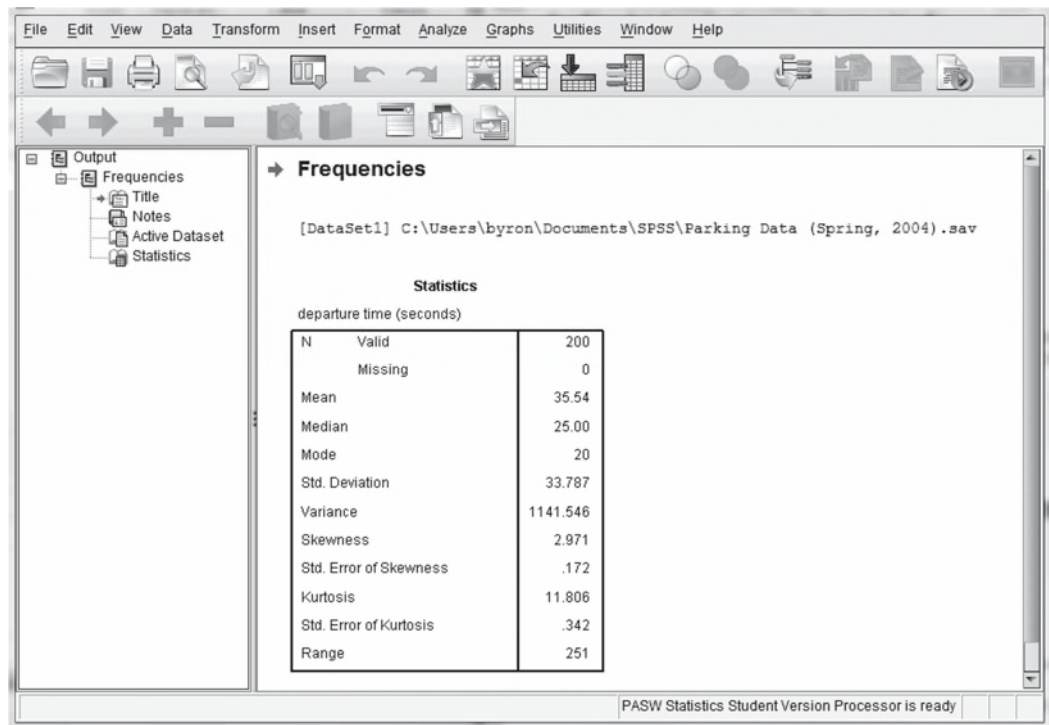 File Edit View Data Transform Insert Format Analyze Graphs Utilities Window Help
Output
Frequencies
Title
Notes
Active Dataset
Statistics
Frequencies
[DataSet1] C:\Users\byron\Documents\SPSS\Parking Data (Spring, 2004).sav
Statistics
departure time (seconds)
N Valid 200
Missing 0
Mean 35.54
Median 25.00
Mode 20
Std. Deviation 33.787
Variance 1141.546
Skewness 2.971
Std. Error of Skewness .172
Kurtosis 11.806
Std. Error of Kurtosis .342
Range 251
PASW Statistics Student Version Processor is ready